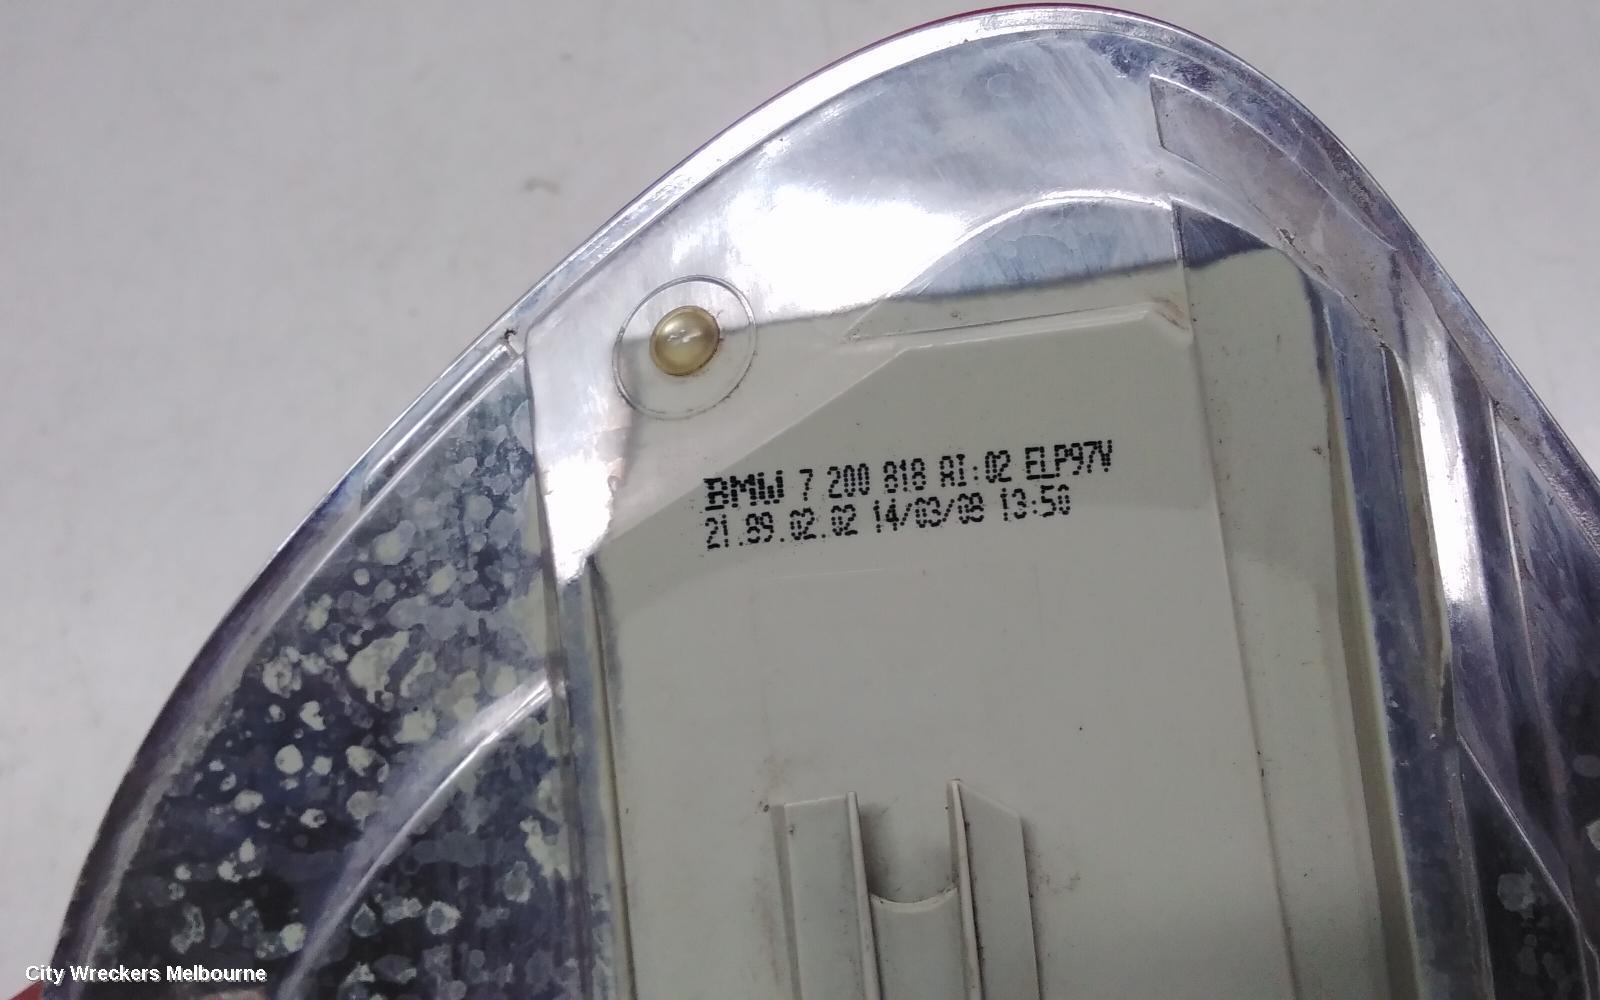 BMW 7 200 818 AI:02 ELP97V
21.89.02.02 14/03/08 13:50
City Wreckers Melbourne